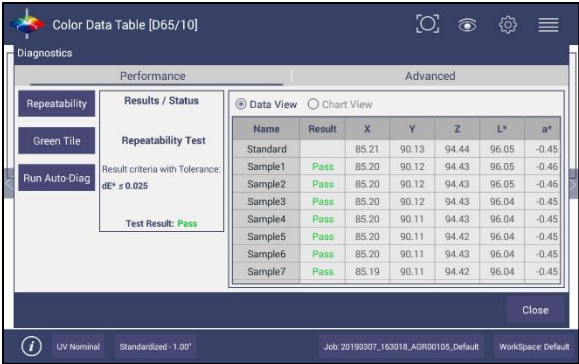 Color Data Table [D65/10]
Diagnostics
Performance Advanced
Repeatability
Green Tile
Run Auto-Diag
Results / Status
Repeatability Test
Result criteria with Tolerance:
dE* ≤ 0.025
Test Result: Pass
Data View Chart View
Name Result X Y Z L* a*
Standard 85.21 90.13 94.44 96.05 -0.45
Sample1 Pass 85.20 90.12 94.43 96.05 -0.46
Sample2 Pass 85.20 90.12 94.43 96.05 -0.46
Sample3 Pass 85.20 90.12 94.43 96.04 -0.45
Sample4 Pass 85.20 90.11 94.43 96.04 -0.45
Sample5 Pass 85.20 90.11 94.42 96.04 -0.45
Sample6 Pass 85.20 90.11 94.43 96.04 -0.45
Sample7 Pass 85.19 90.11 94.42 96.04 -0.45
Close
i UV Nominal Standardized - 1.00" Job: 20190307_163018_AGR00105_Default WorkSpace: Default